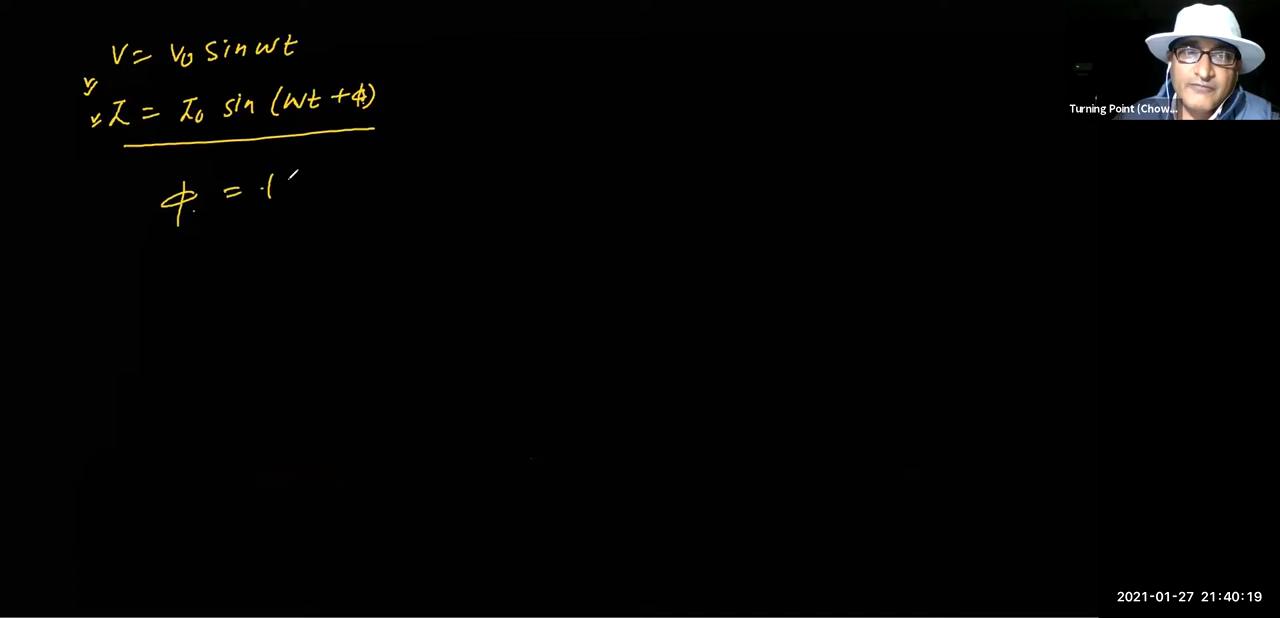 V = V₀ sin ωt
I = I₀ sin (ωt + ϕ)
ϕ =
Turning Point (Chow...
2021-01-27 21:40:19